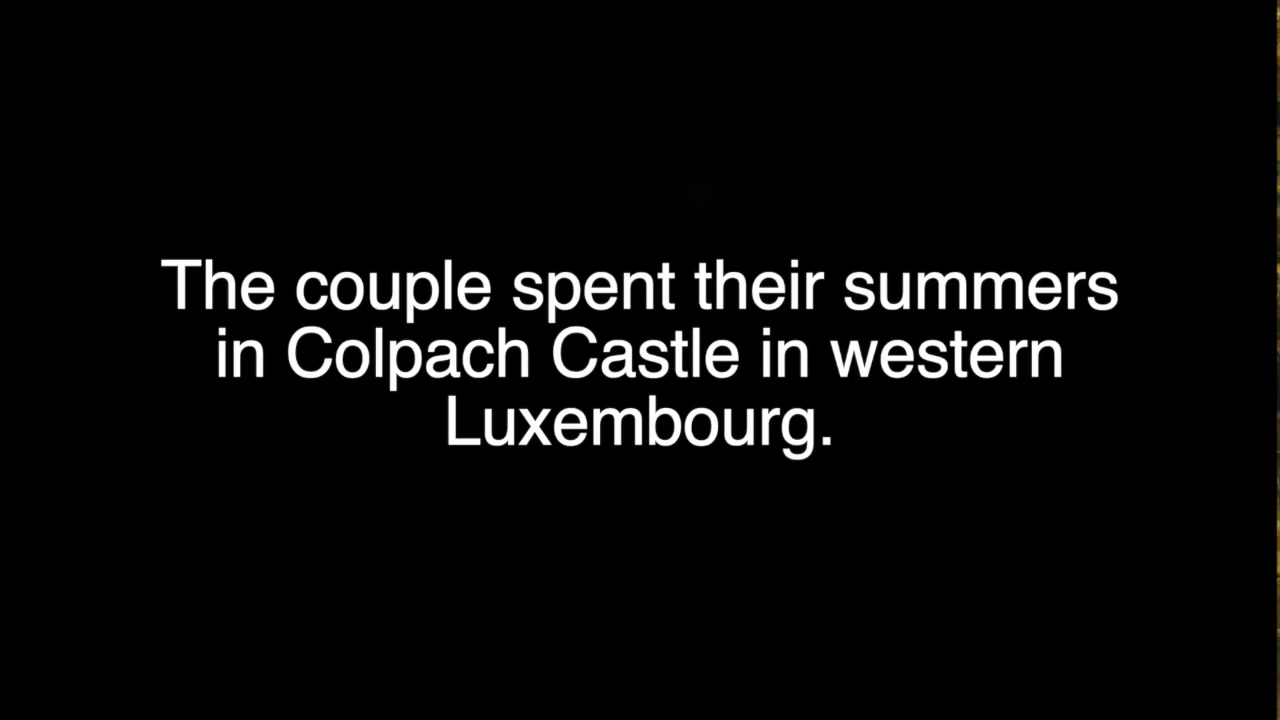 The couple spent their summers
in Colpach Castle in western
Luxembourg.